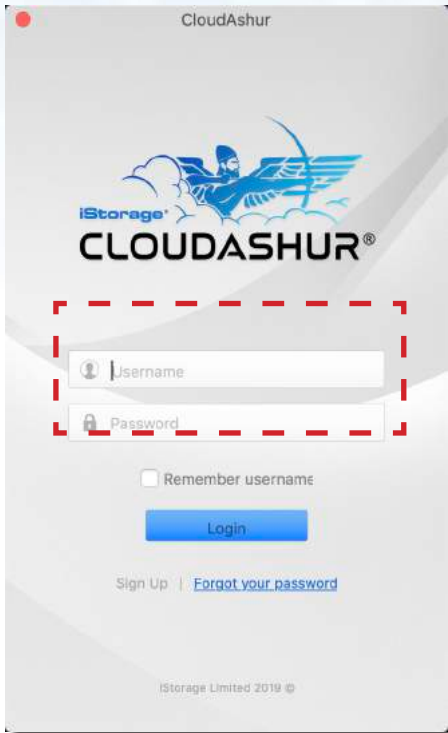 CloudAshur
iStorage®
CLOUDASHUR®
Username
Password
Remember username
Login
Sign Up | Forgot your password
iStorage Limited 2019 ©